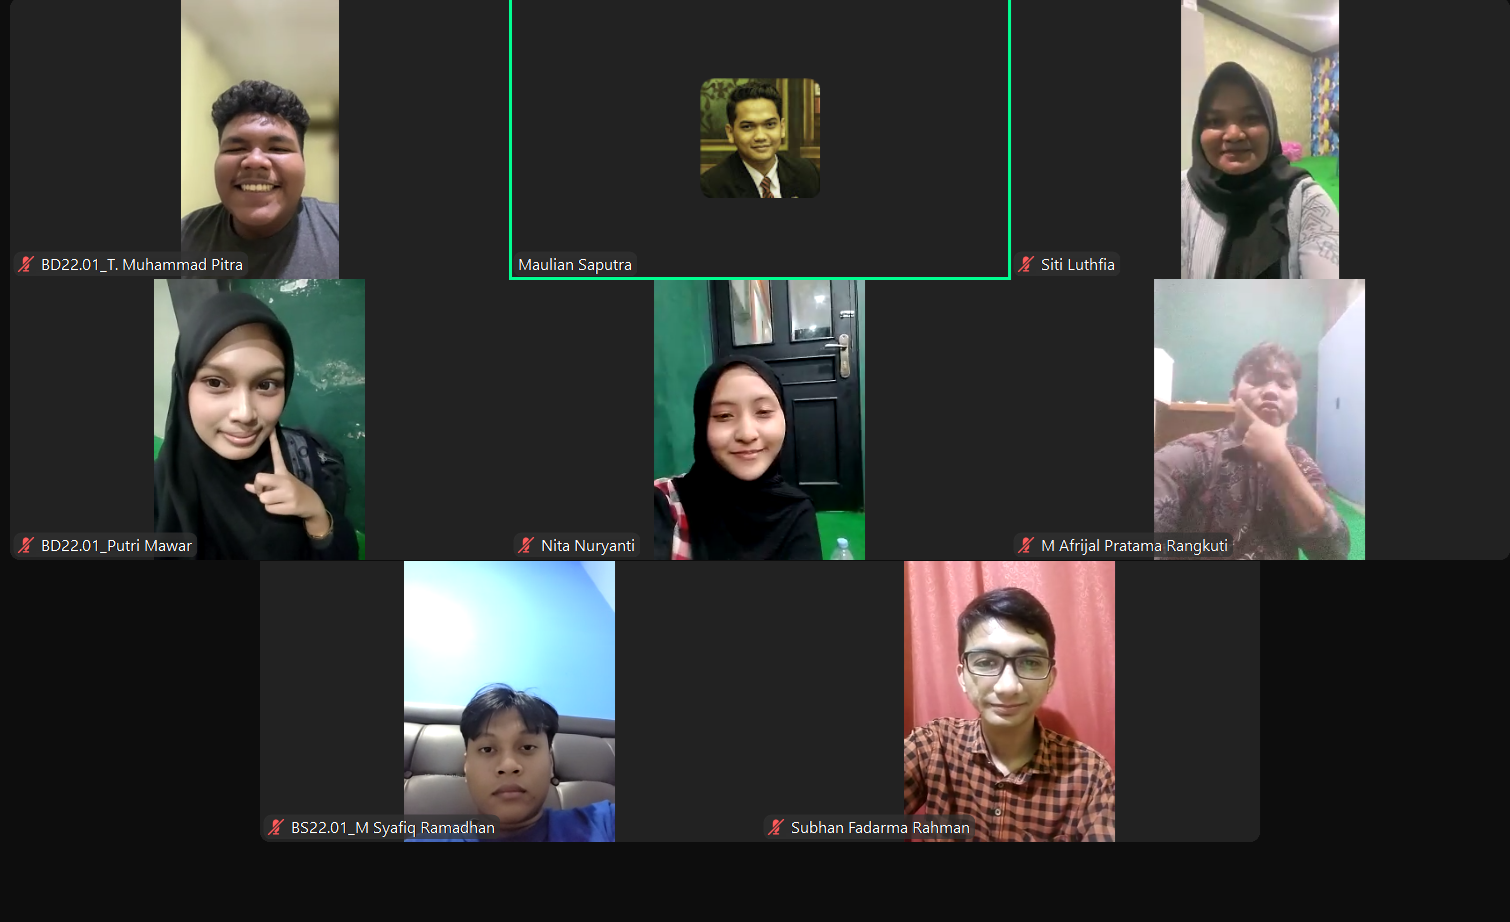 BD22.01_T. Muhammad Pitra
Maulian Saputra
Siti Luthfia
BD22.01_Putri Mawar
Nita Nuryanti
M Afrijal Pratama Rangkuti
BS22.01_M Syafiq Ramadhan
Subhan Fadarma Rahman